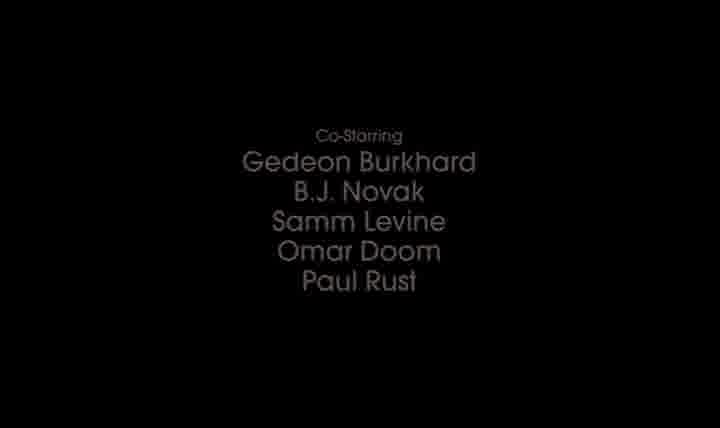 Co-Starring
Gedeon Burkhard
B.J. Novak
Samm Levine
Omar Doom
Paul Rust